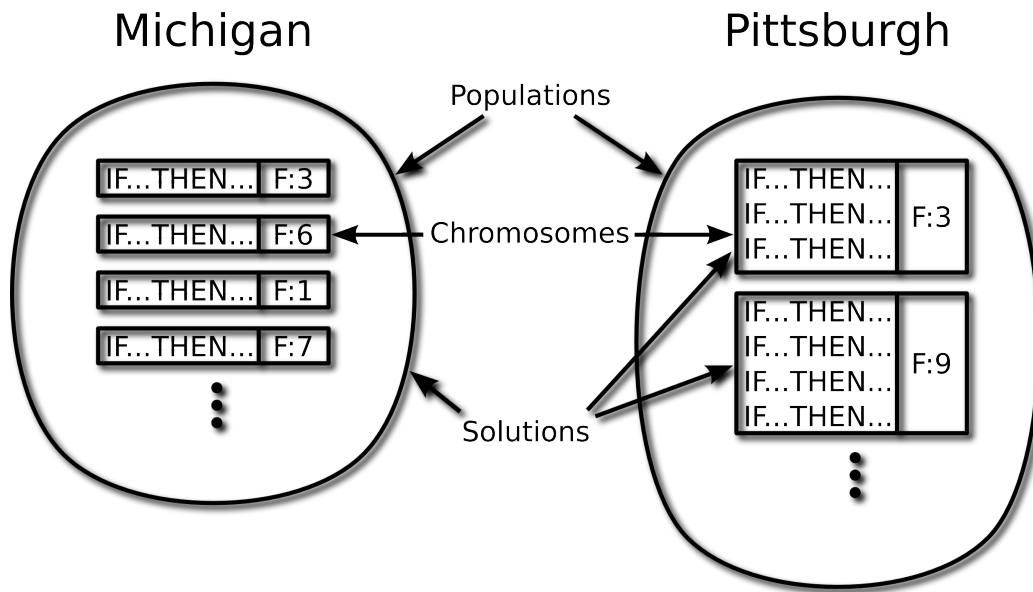 Michigan
Pittsburgh
Populations
IF...THEN... F:3
IF...THEN... F:6
IF...THEN... F:1
IF...THEN... F:7
Chromosomes
Solutions
IF...THEN...
IF...THEN...
IF...THEN...
F:3
IF...THEN...
IF...THEN...
IF...THEN...
IF...THEN...
F:9